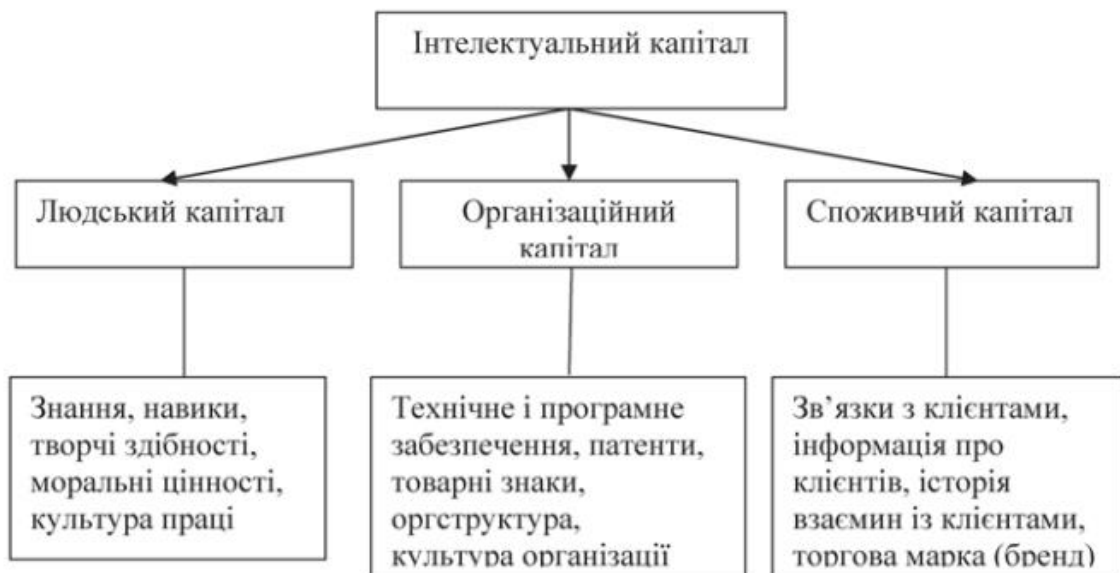 Інтелектуальний капітал
Людський капітал
Організаційний
капітал
Споживчий капітал
Знання, навики,
творчі здібності,
моральні цінності,
культура праці
Технічне і програмне
забезпечення, патенти,
товарні знаки,
оргструктура,
культура організації
Зв’язки з клієнтами,
інформація про
клієнтів, історія
взаємин із клієнтами,
торгова марка (бренд)